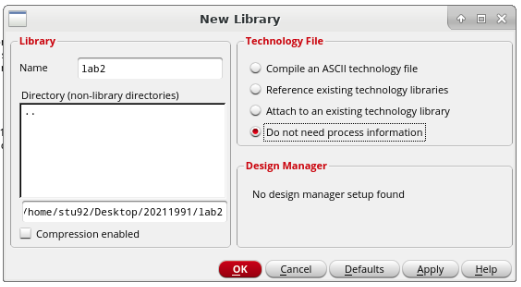 New Library
Library
Name
lab2
Directory (non-library directories)
..
/home/stu92/Desktop/20211991/lab2
Compression enabled
Technology File
Compile an ASCII technology file
Reference existing technology libraries
Attach to an existing technology library
Do not need process information
Design Manager
No design manager setup found
OK Cancel Defaults Apply Help